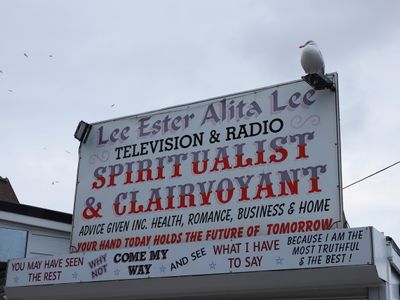 Lee Ester Alita Lee
TELEVISION & RADIO
SPIRITUALIST
& CLAIRVOYANT
ADVICE GIVEN INC. HEALTH, ROMANCE, BUSINESS & HOME
YOUR HAND TODAY HOLDS THE FUTURE OF TOMORROW
YOU MAY HAVE SEEN
THE REST
WHY
NOT
COME MY
WAY
AND SEE
WHAT I HAVE
TO SAY
BECAUSE I AM THE
MOST TRUTHFUL
& THE BEST !